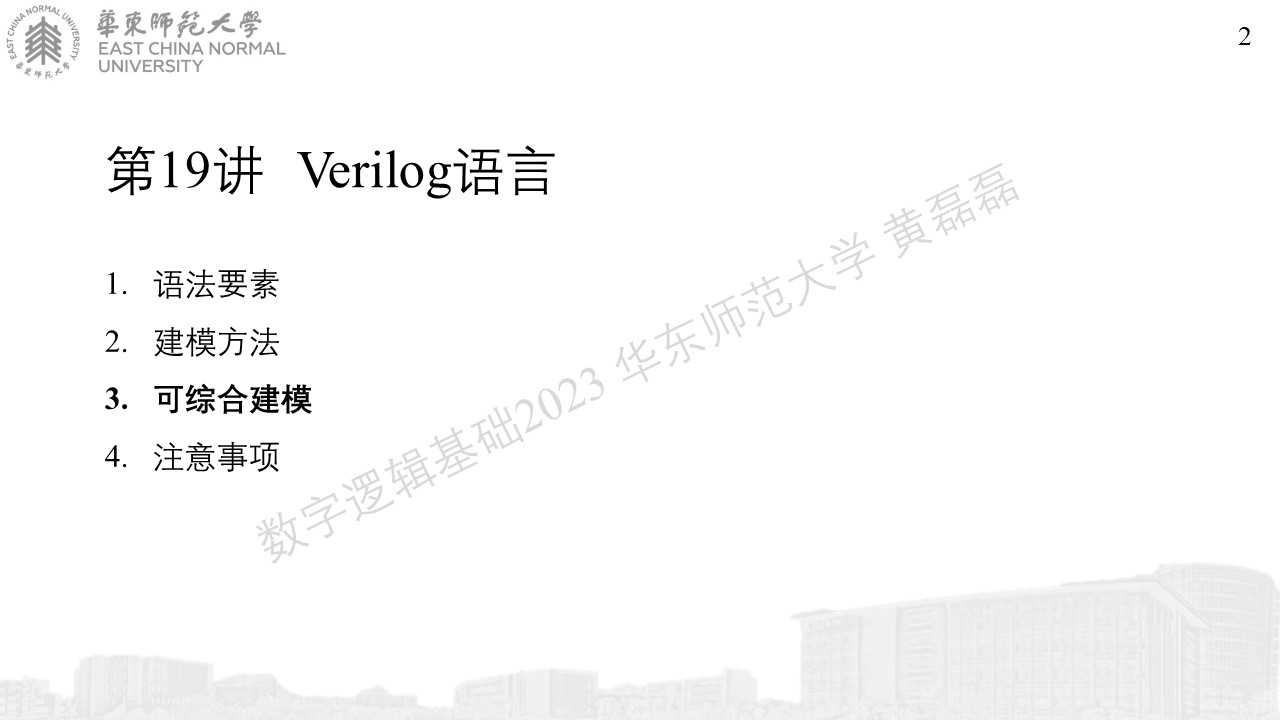 華東師範大學
EAST CHINA NORMAL
UNIVERSITY
EAST CHINA NORMAL UNIVERSITY
華東师范大学
2
第19讲 Verilog语言
1. 语法要素
2. 建模方法
3. 可综合建模
4. 注意事项
数字逻辑基础2023 华东师范大学 黄磊磊